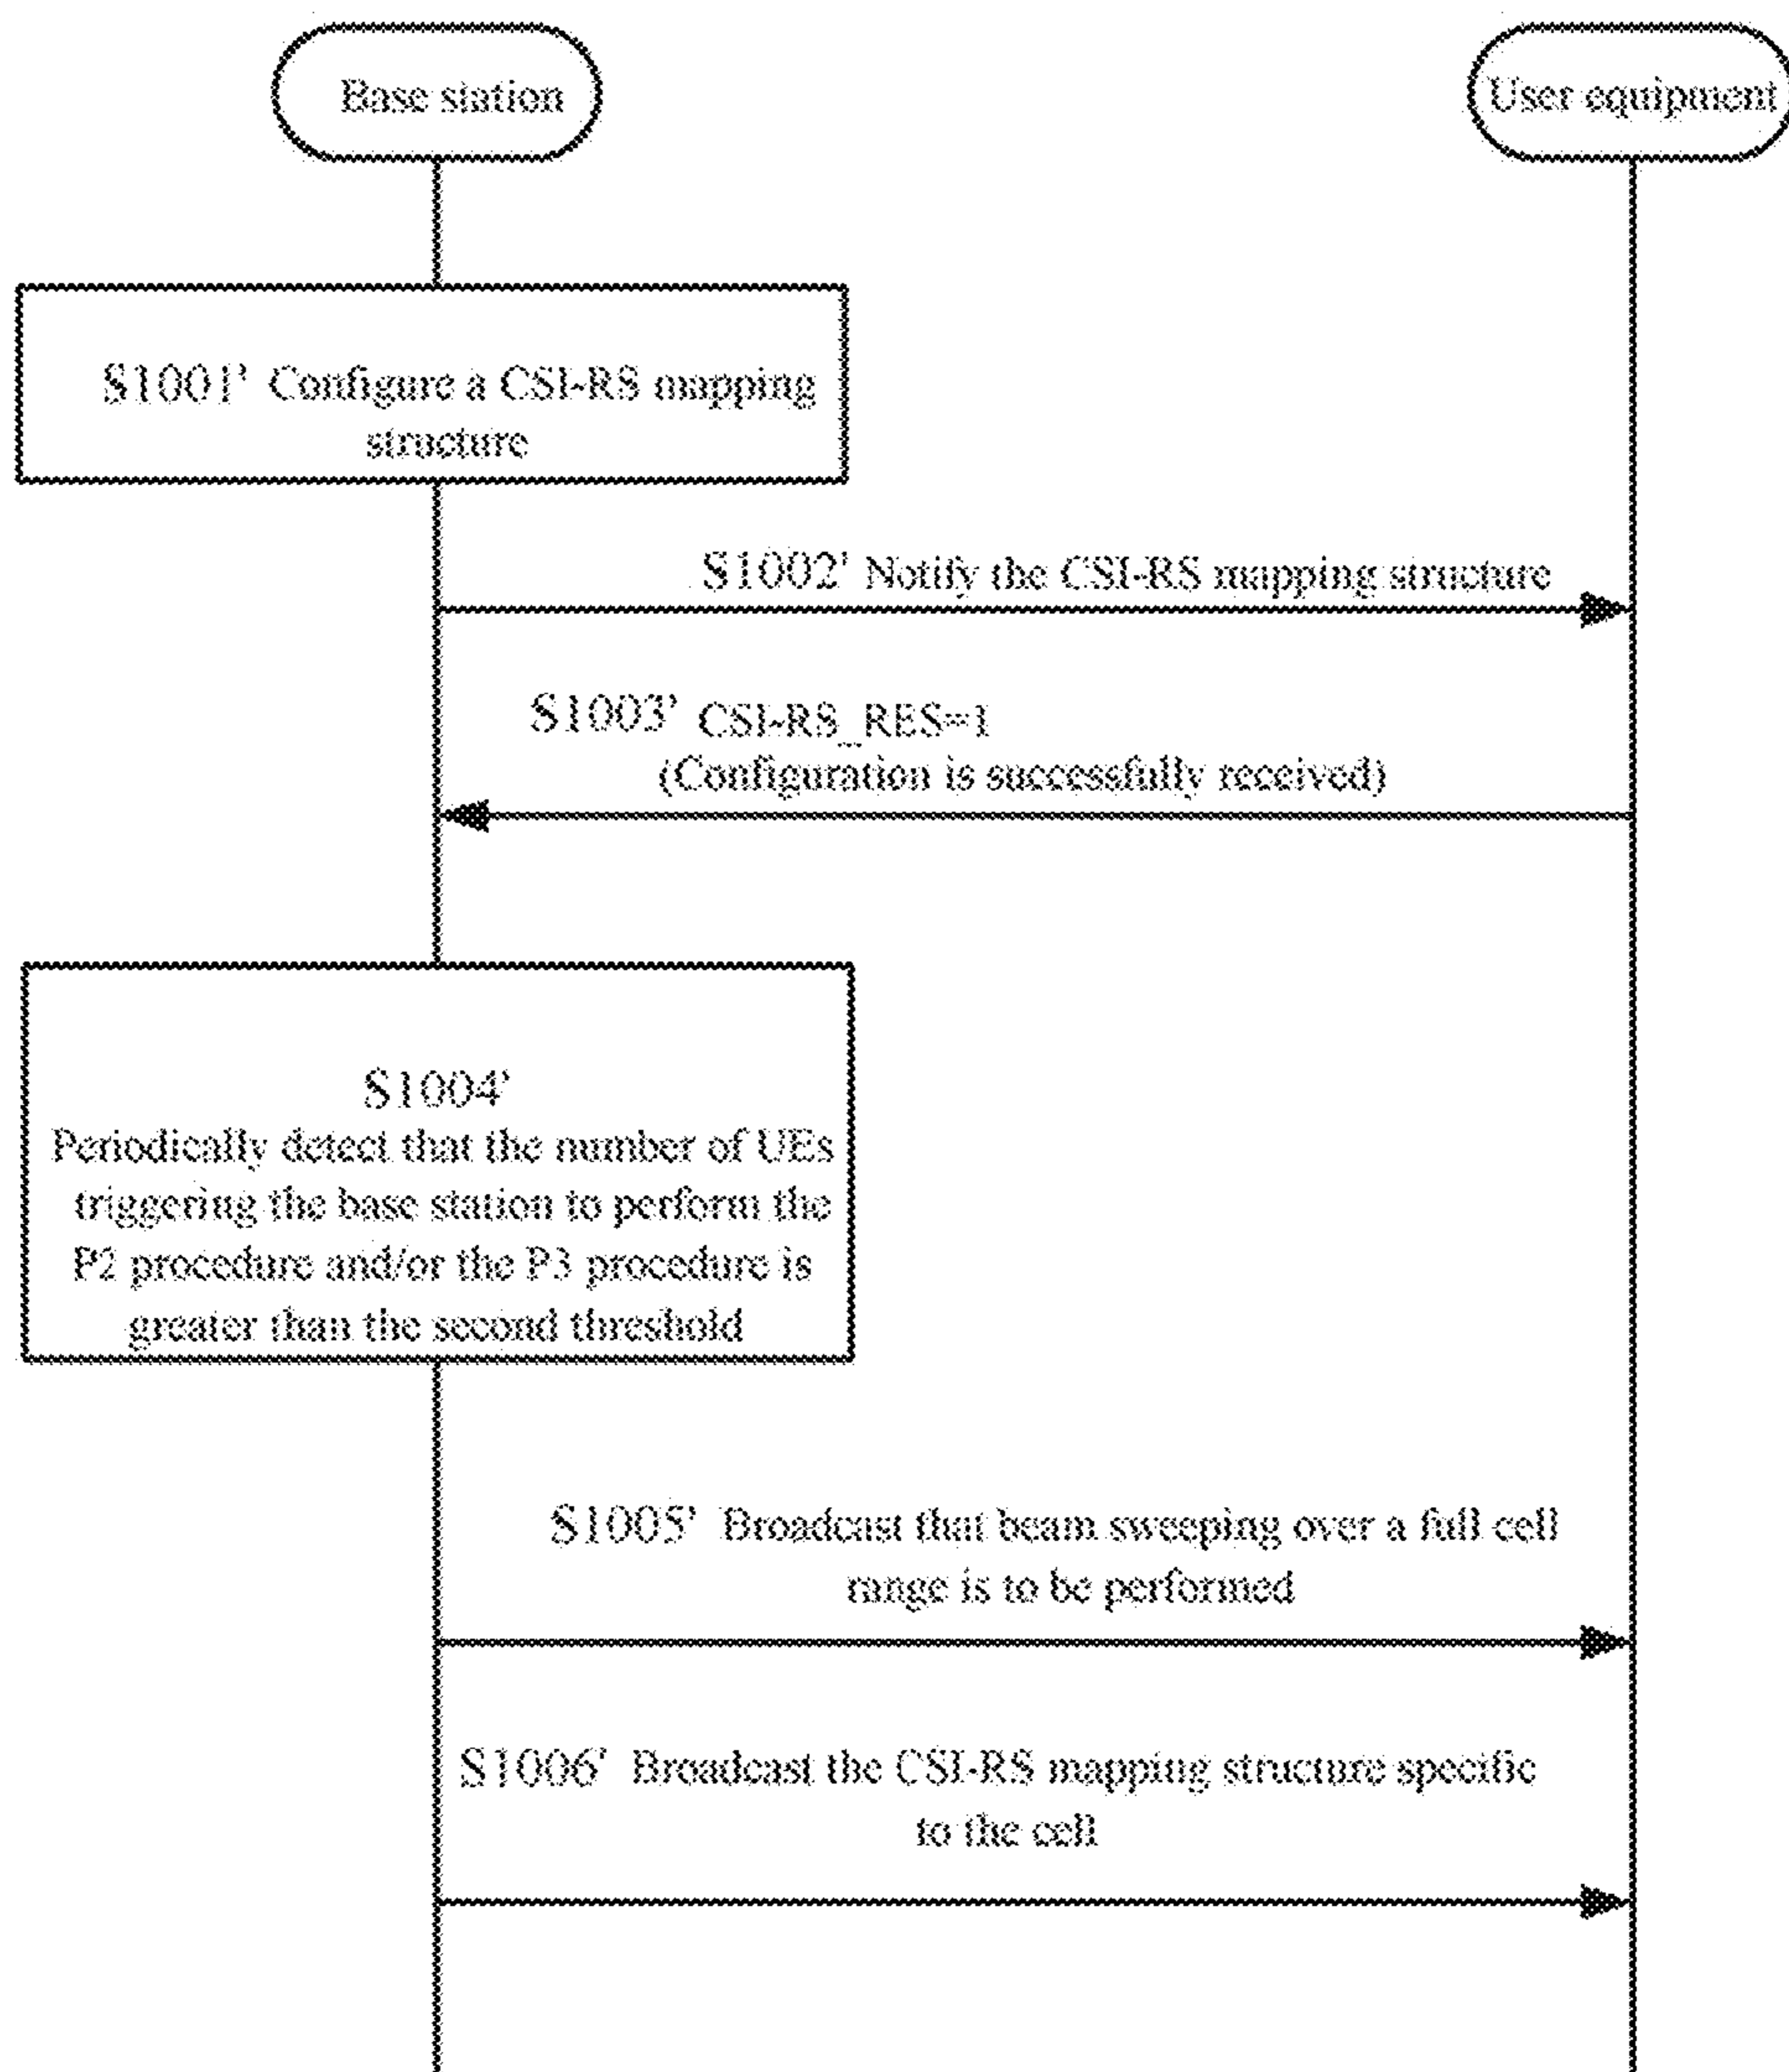 Base station
User equipment
S1001' Configure a CSI-RS mapping
structure
S1002' Notify the CSI-RS mapping structure
S1003' CSI-RS_RES=1
(Configuration is successfully received)
S1004'
Periodically detect that the number of UEs
triggering the base station to perform the
P2 procedure and/or the P3 procedure is
greater than the second threshold
S1005' Broadcast that beam sweeping over a full cell
range is to be performed
S1006' Broadcast the CSI-RS mapping structure specific
to the cell